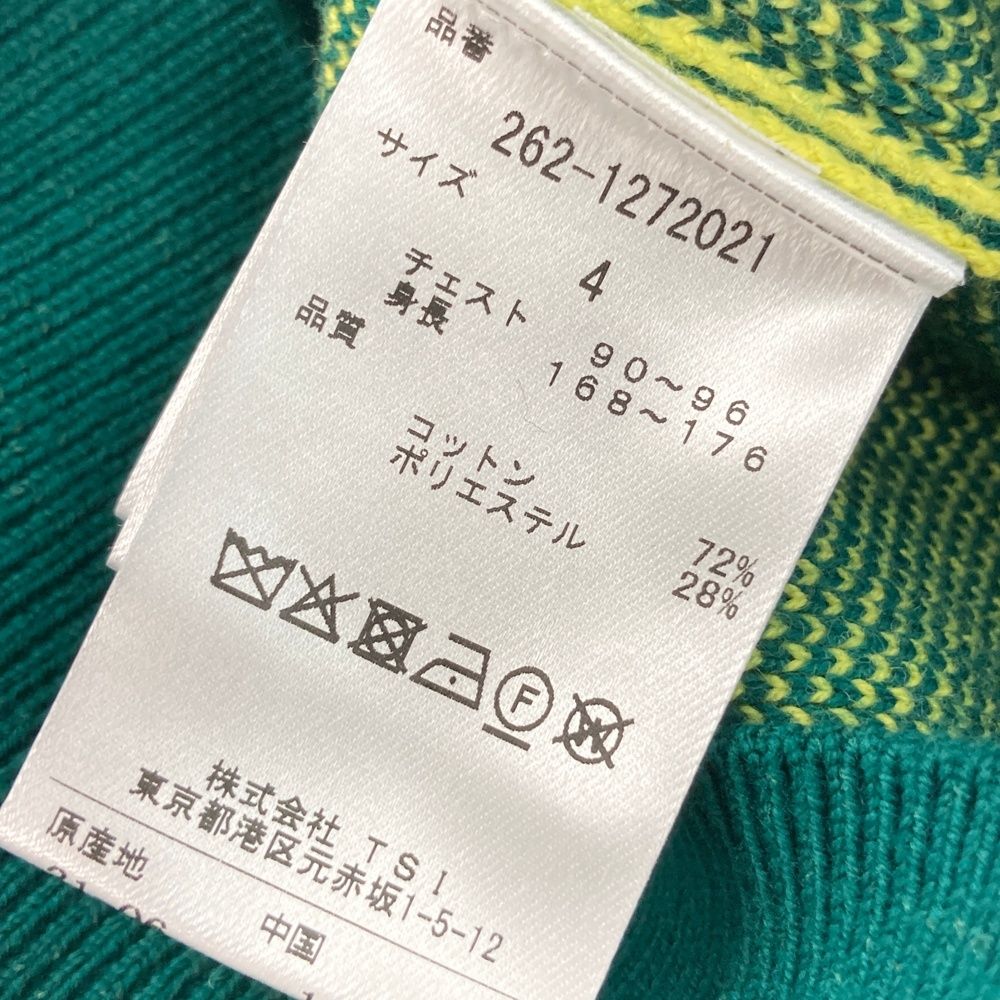 品番
262-1272021
サイズ
4
チェスト 90～96
身長 168～176
品質
コットン 72%
ポリエステル 28%
F
W
株式会社 TSI
東京都港区元赤坂1-5-12
原産地
中国